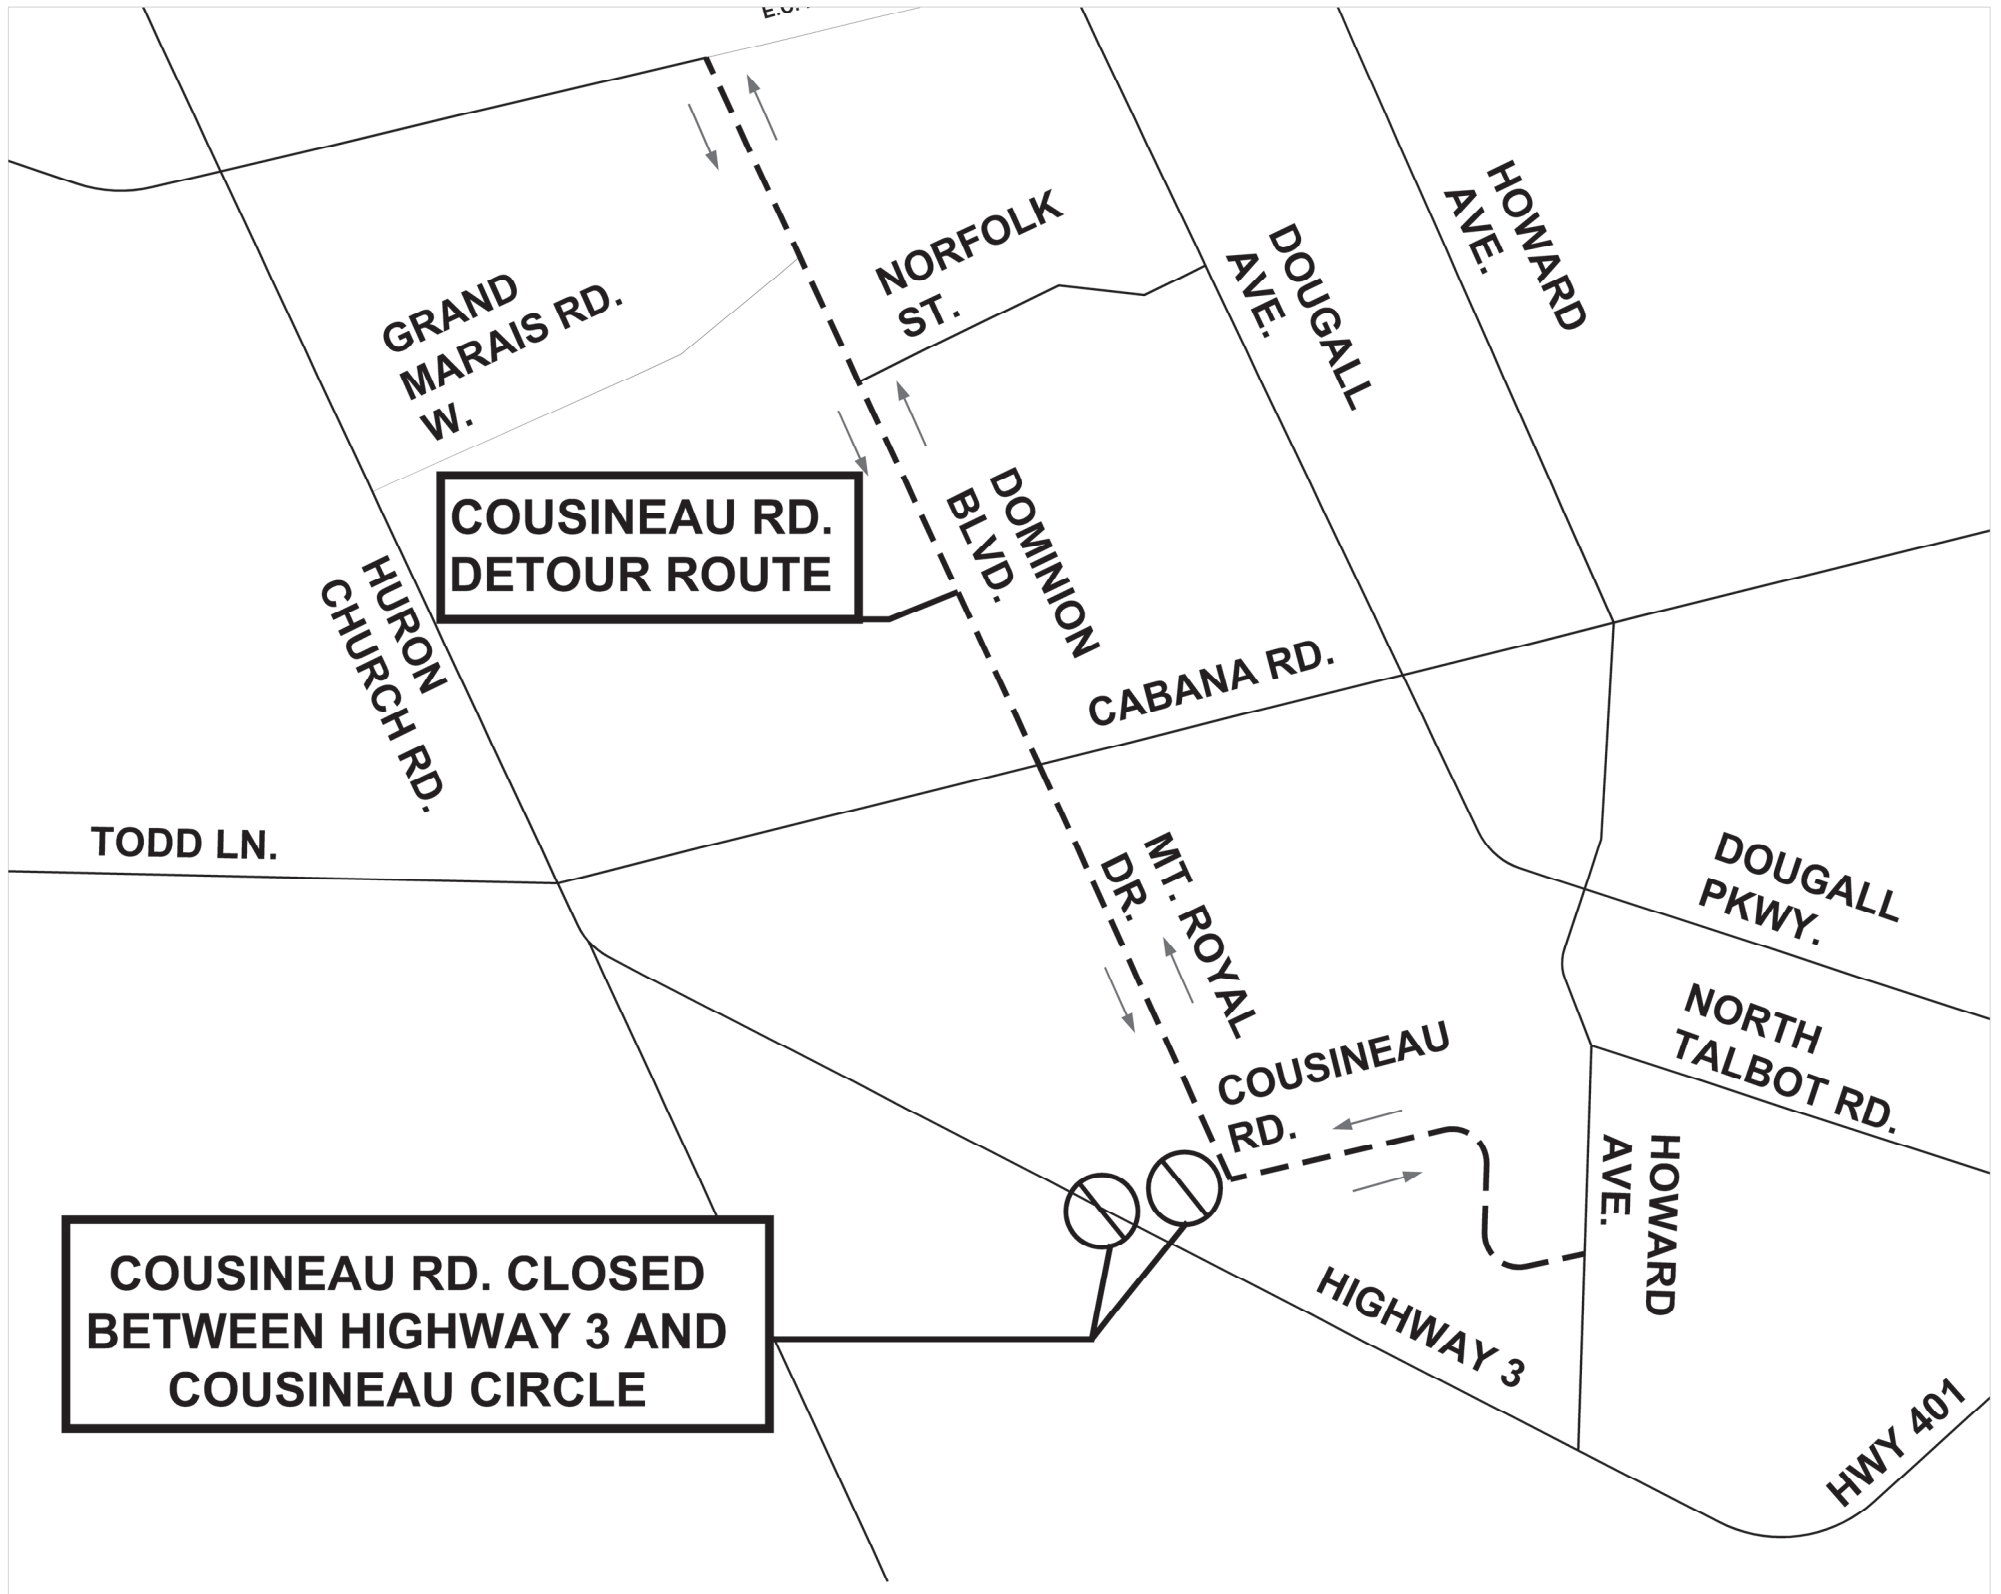 HOWARD
AVE.
NORFOLK
ST.
DOUGALL
AVE.
GRAND
MARAIS RD.
W.
COUSINEAU RD.
DETOUR ROUTE
DOMINION
BLVD.
HURON
CHURCH RD.
CABANA RD.
TODD LN.
MT. ROYAL
DR.
DOUGALL
PKWY.
NORTH
TALBOT RD.
COUSINEAU
RD.
HOWARD
AVE.
COUSINEAU RD. CLOSED
BETWEEN HIGHWAY 3 AND
COUSINEAU CIRCLE
HIGHWAY 3
HWY 401